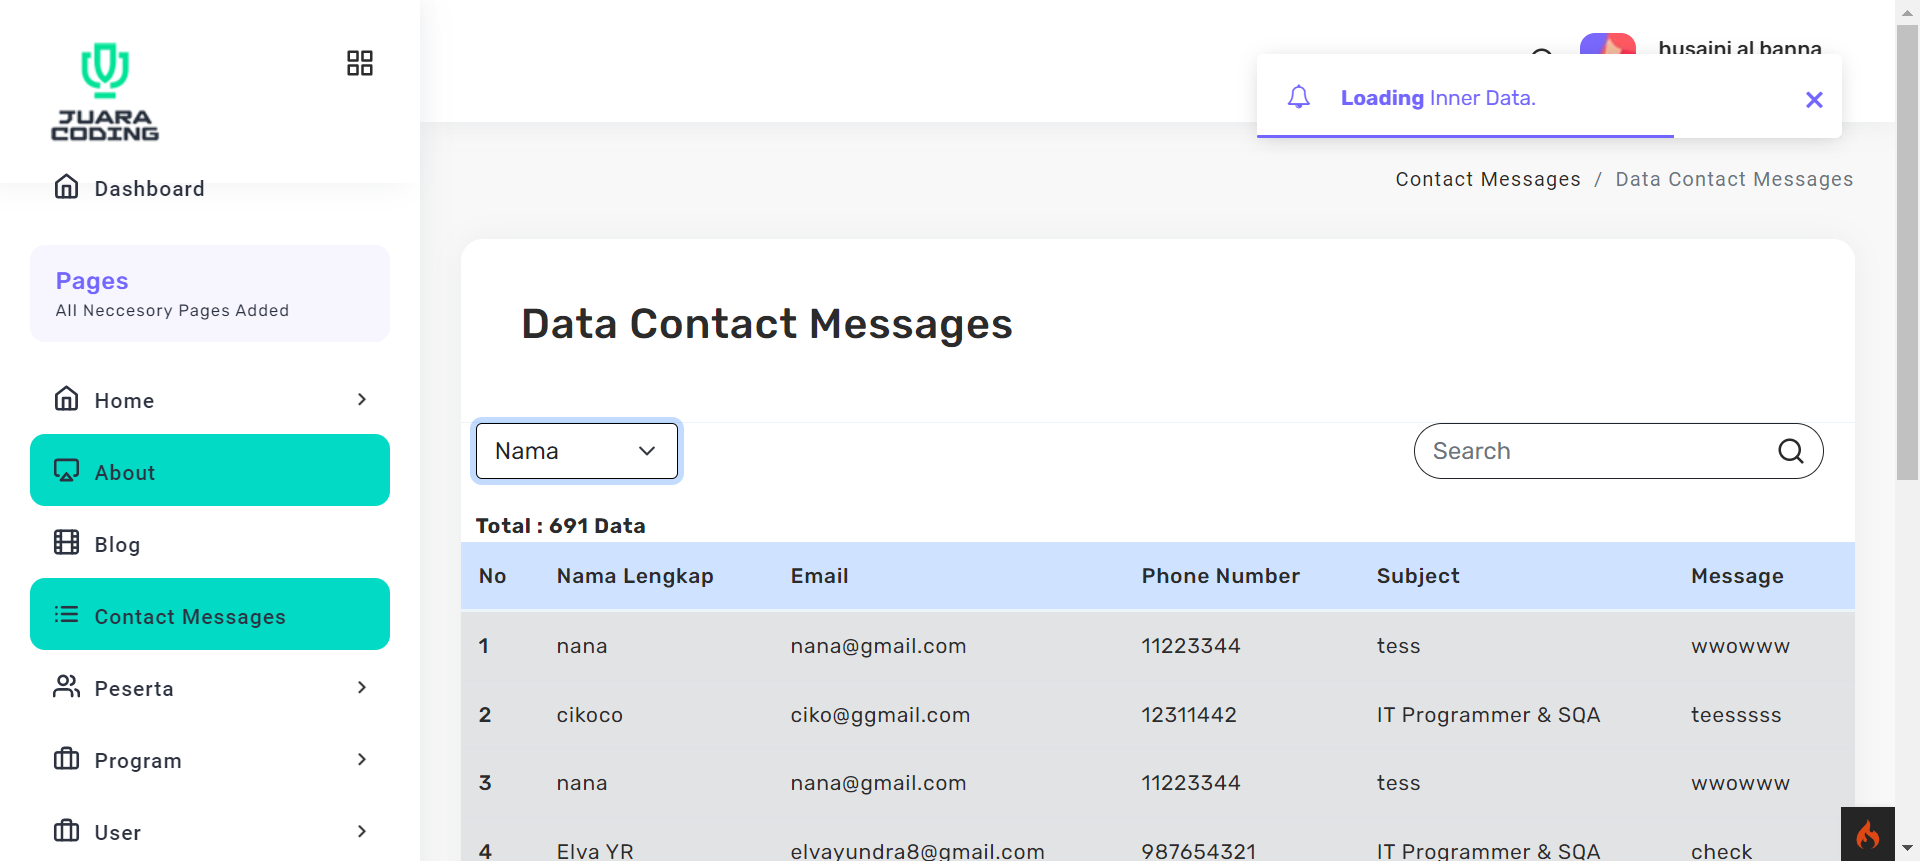 JUARA
CODING
husaini al banna
Loading Inner Data.
Contact Messages / Data Contact Messages
Dashboard
Pages
All Neccesory Pages Added
Home
About
Blog
Contact Messages
Peserta
Program
User
Data Contact Messages
Nama
Search
Total : 691 Data
No Nama Lengkap Email Phone Number Subject Message
1 nana nana@gmail.com 11223344 tess wwowww
2 cikoco ciko@ggmail.com 12311442 IT Programmer & SQA teesssss
3 nana nana@gmail.com 11223344 tess wwowww
4 Elva YR elvayundra8@gmail.com 987654321 IT Programmer & SQA check